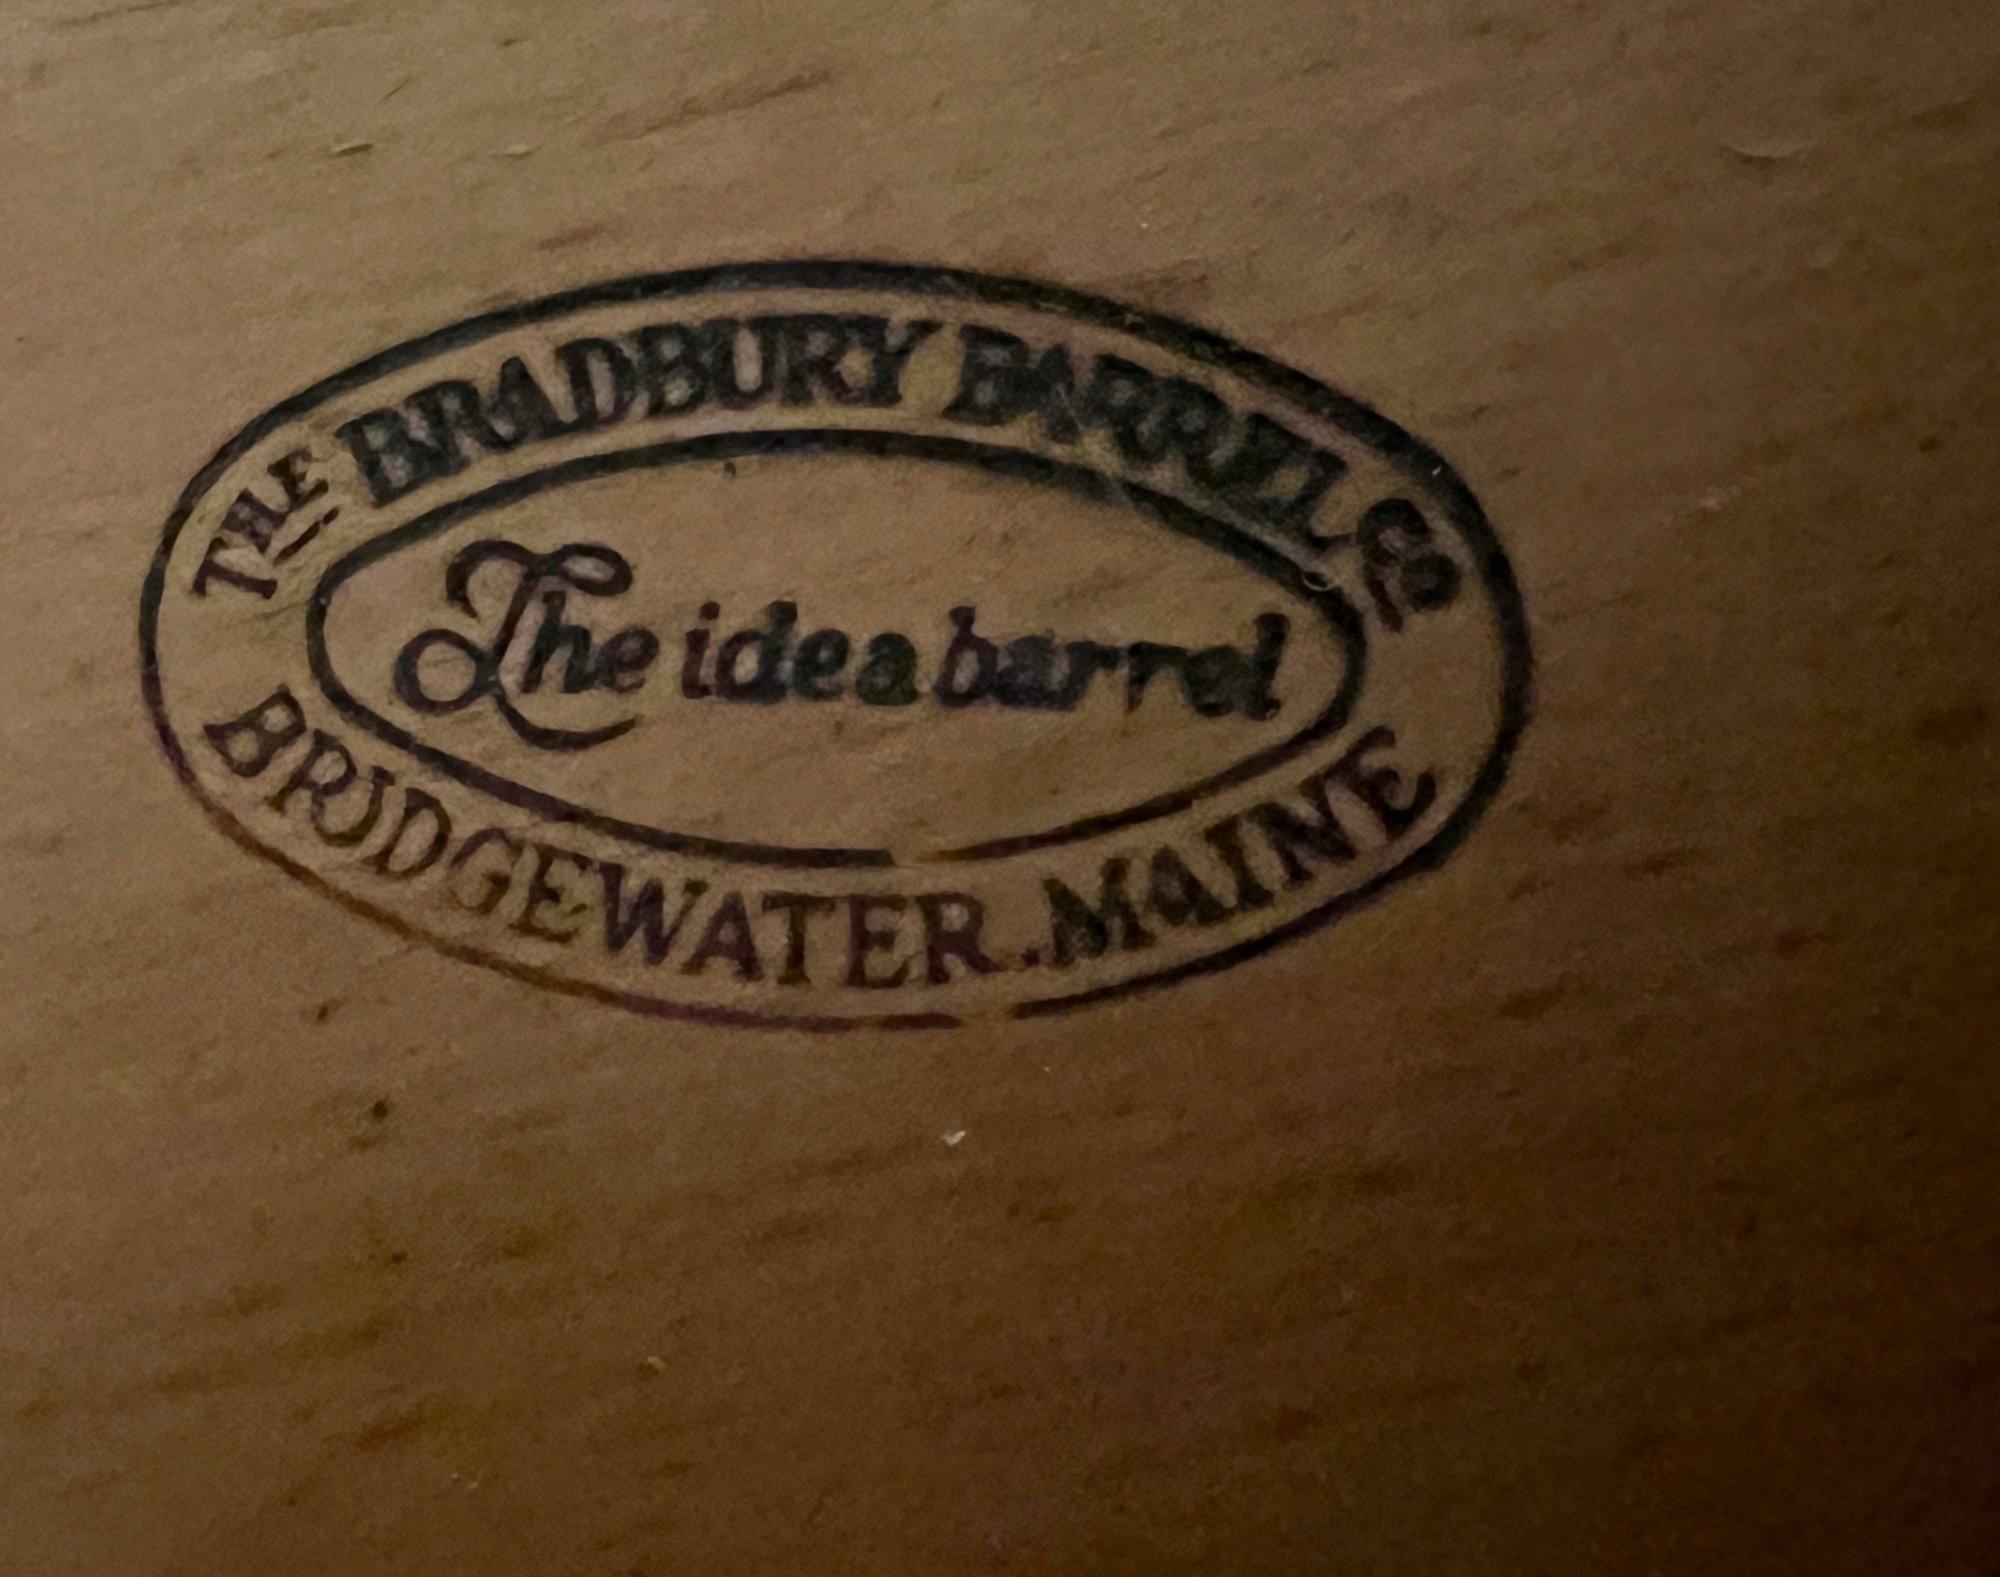 THE BRADBURY BARREL CO
The idea barrel
BRIDGEWATER. MAINE